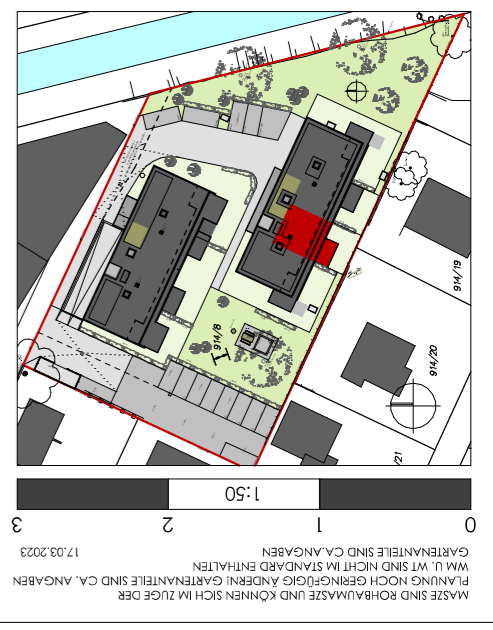 MASZE SIND ROHBAUMASZE UND KÖNNEN SICH IM ZUGE DER
PLANUNG NOCH GERINGFÜGIG ÄNDERN! GARTENANTEILE SIND CA. ANGABEN
WM U. WT SIND NICHT IM STANDARD ENTHALTEN
GARTENANTEILE SIND CA.ANGABEN 17.03.2023
0 1 2 3
1:50
/21
914/20
914/19
914/8